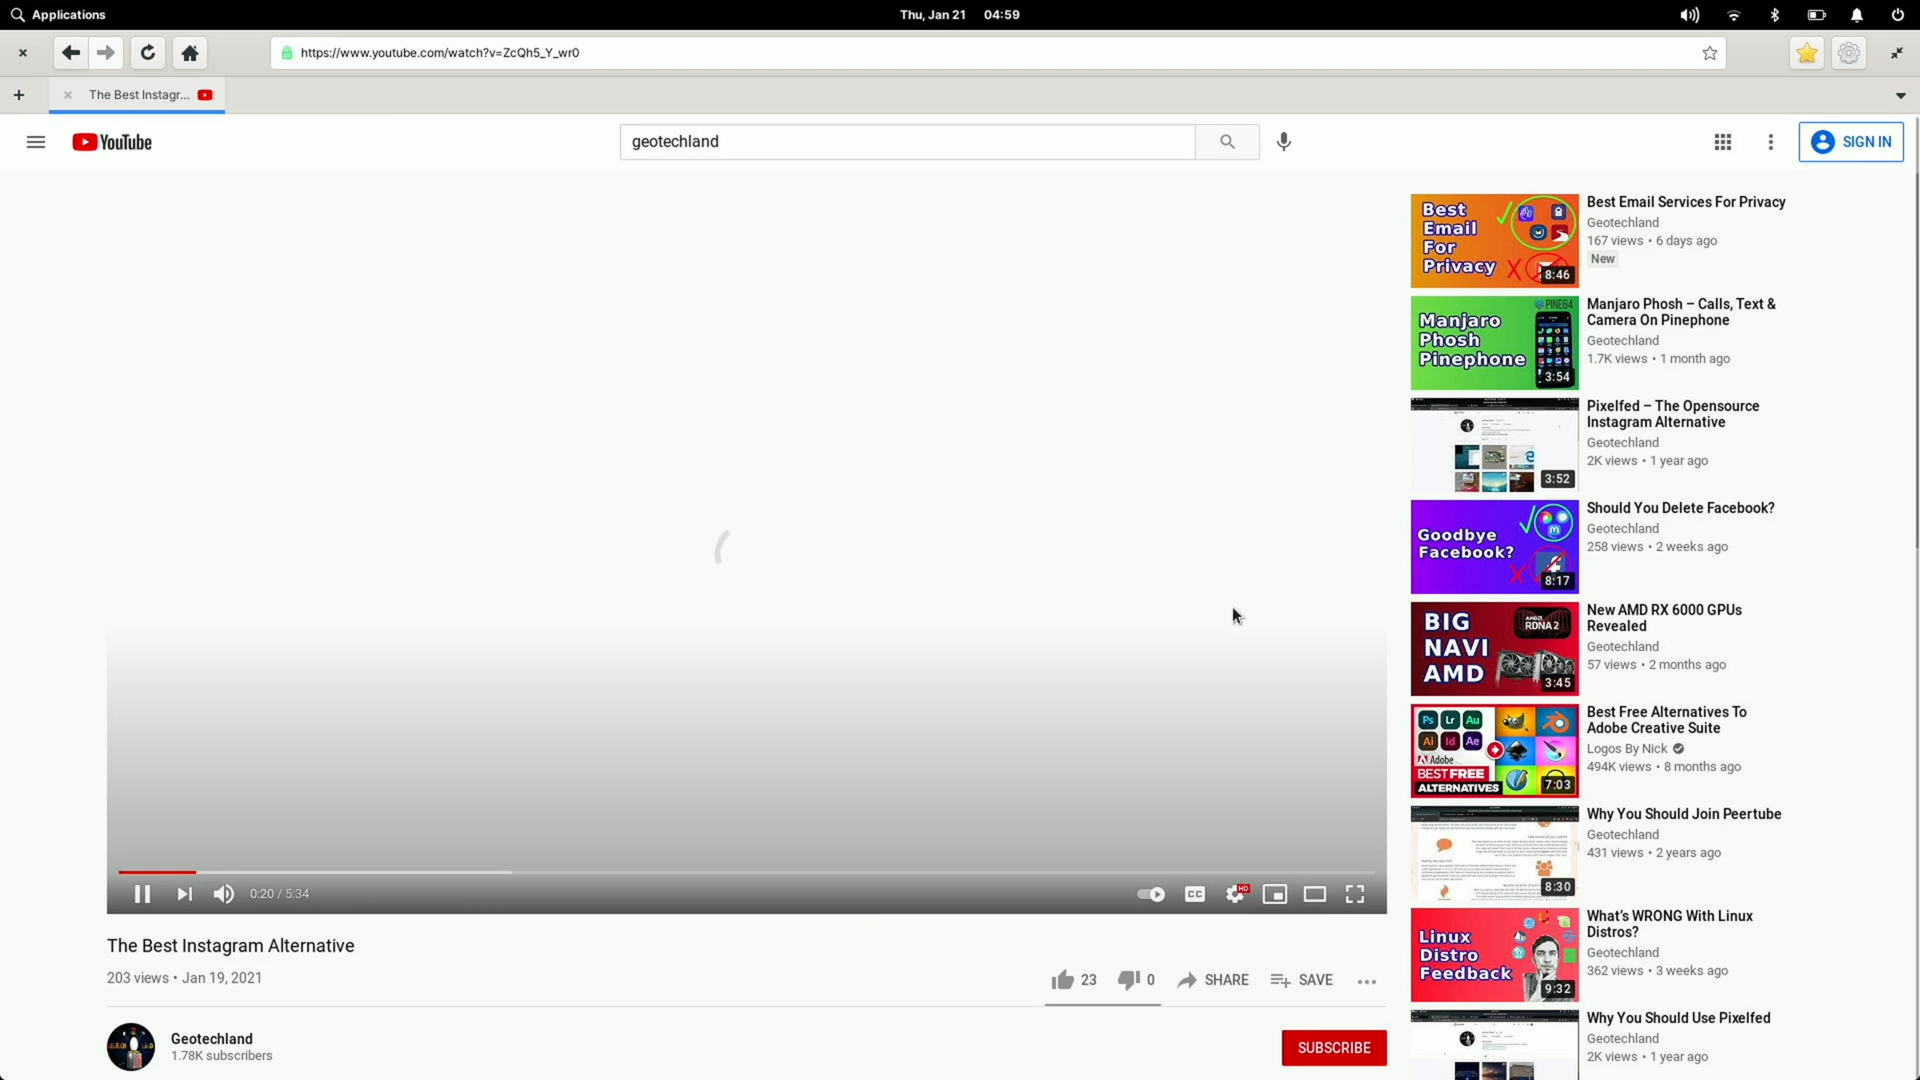 Applications
Thu, Jan 21 04:59
https://www.youtube.com/watch?v=ZcQh5_Y_wr0
The Best Instagr...
YouTube
geotechland
SIGN IN
Best
Email
For
Privacy
8:46
Best Email Services For Privacy
Geotechland
167 views • 6 days ago
New
PINE64
Manjaro
Phosh
Pinephone
3:54
Manjaro Phosh – Calls, Text &
Camera On Pinephone
Geotechland
1.7K views • 1 month ago
3:52
Pixelfed – The Opensource
Instagram Alternative
Geotechland
2K views • 1 year ago
Goodbye
Facebook?
8:17
Should You Delete Facebook?
Geotechland
258 views • 2 weeks ago
BIG
NAVI
AMD
RDNA2
3:45
New AMD RX 6000 GPUs
Revealed
Geotechland
57 views • 2 months ago
Ps Lr Au
Ai Id Ae
Adobe
BEST FREE
ALTERNATIVES
7:03
Best Free Alternatives To
Adobe Creative Suite
Logos By Nick
494K views • 8 months ago
8:30
Why You Should Join Peertube
Geotechland
431 views • 2 years ago
Linux
Distro
Feedback
9:32
What's WRONG With Linux
Distros?
Geotechland
362 views • 3 weeks ago
Why You Should Use Pixelfed
Geotechland
2K views • 1 year ago
0:20 / 5:34
CC
HD
The Best Instagram Alternative
203 views • Jan 19, 2021
23
0
SHARE
SAVE
Geotechland
1.78K subscribers
SUBSCRIBE